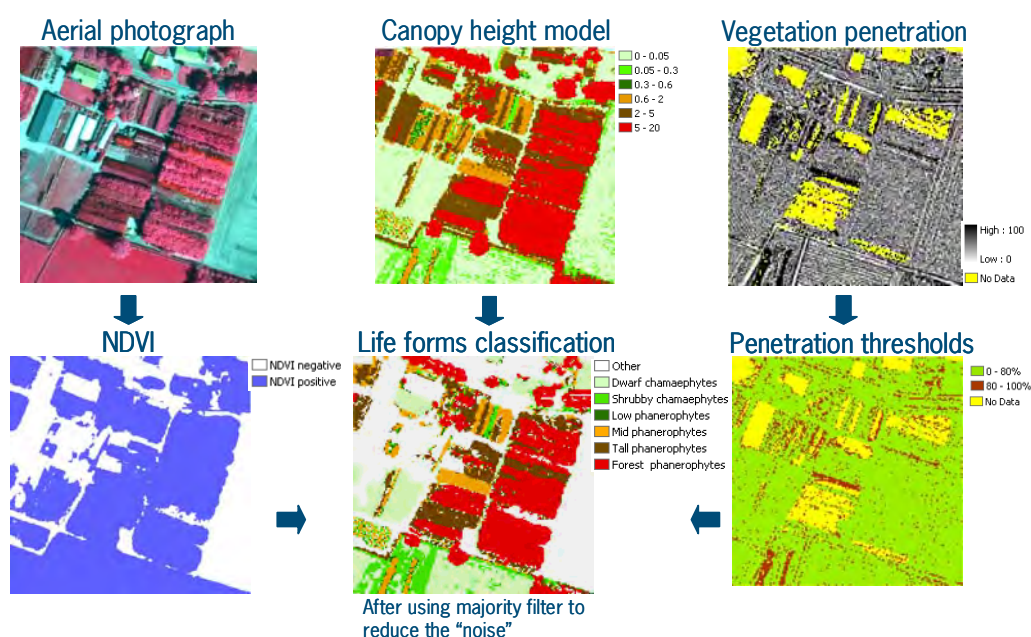 Aerial photograph
Canopy height model
0 - 0.05
0.05 - 0.3
0.3 - 0.6
0.6 - 2
2 - 5
5 - 20
Vegetation penetration
High : 100
Low : 0
No Data
NDVI
NDVI negative
NDVI positive
Life forms classification
Other
Dwarf chamaephytes
Shrubby chamaephytes
Low phanerophytes
Mid phanerophytes
Tall phanerophytes
Forest phanerophytes
Penetration thresholds
0 - 80%
80 - 100%
No Data
After using majority filter to
reduce the “noise”